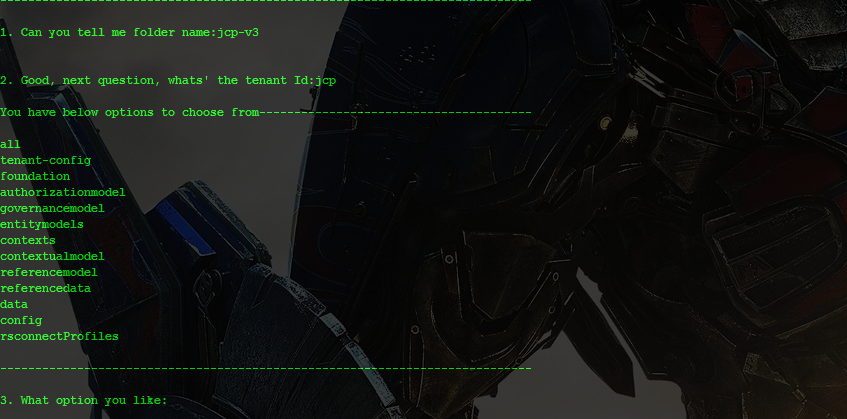 ----------------------------------------------------------------------------
1. Can you tell me folder name:jcp-v3
2. Good, next question, whats' the tenant Id:jcp
You have below options to choose from---------------------------------------
all
tenant-config
foundation
authorizationmodel
governancemodel
entitymodels
contexts
contextualmodel
referencemodel
referencedata
data
config
rsconnectProfiles
----------------------------------------------------------------------------
3. What option you like: